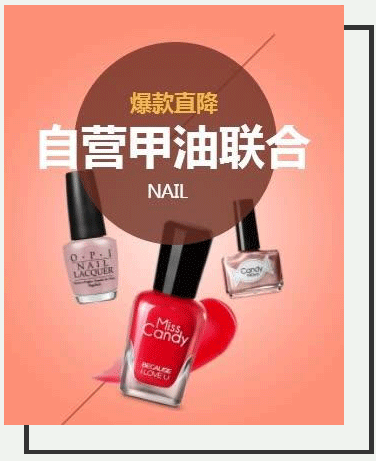 爆款直降
自营甲油联合
NAIL
O·P·I
NAIL
LACQUER
Candy
Miss
Candy
BECAUSE
I LOVE U